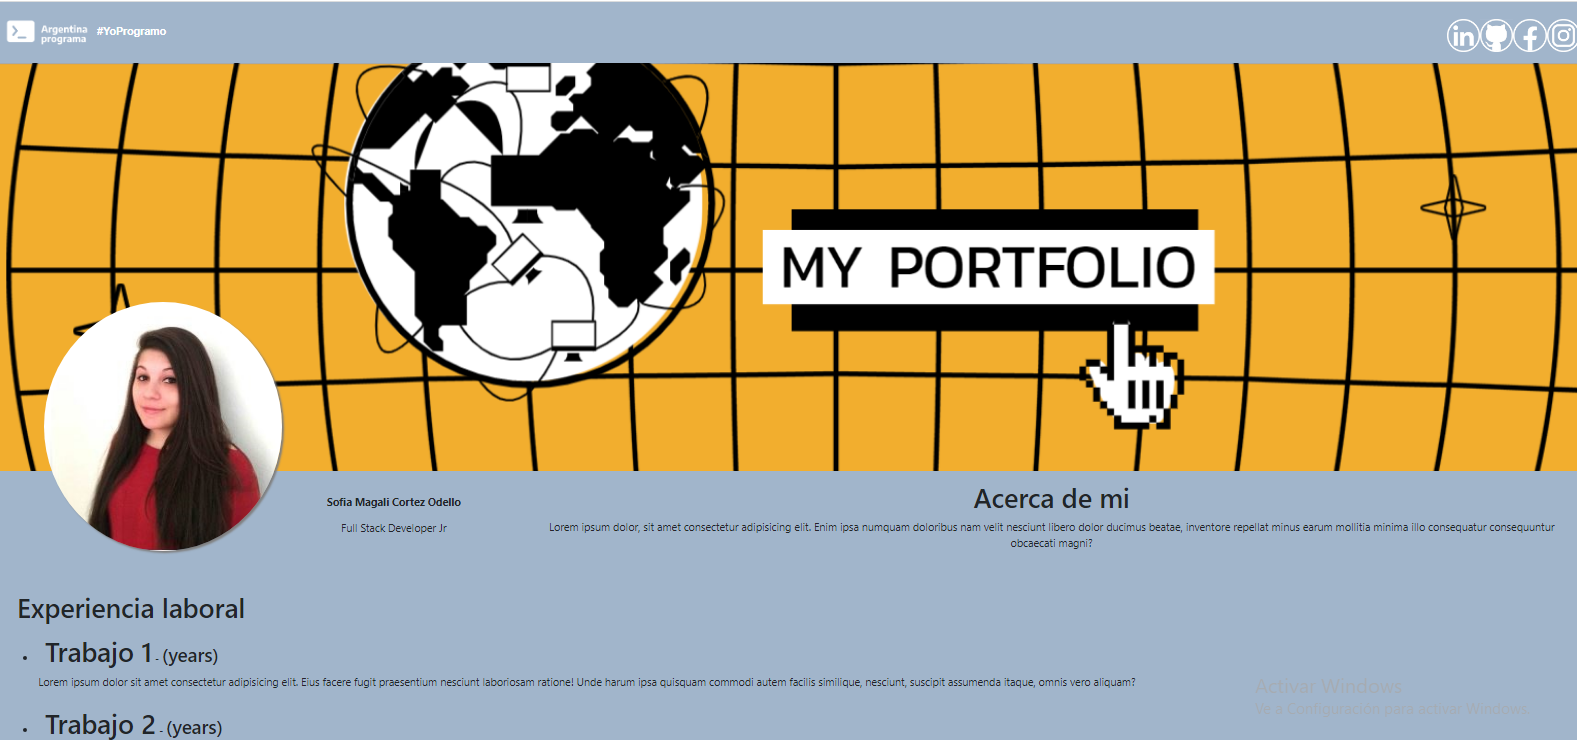 Argentina
programa
#YoProgramo
MY PORTFOLIO
Sofia Magali Cortez Odello
Full Stack Developer Jr
Acerca de mi
Lorem ipsum dolor, sit amet consectetur adipisicing elit. Enim ipsa numquam doloribus nam velit nesciunt libero dolor ducimus beatae, inventore repellat minus earum mollitia minima illo consequatur consequuntur
obcaecati magni?
Experiencia laboral
Trabajo 1 - (years)
Lorem ipsum dolor sit amet consectetur adipisicing elit. Eius facere fugit praesentium nesciunt laboriosam ratione! Unde harum ipsa quisquam commodi autem facilis similique, nesciunt, suscipit assumenda itaque, omnis vero aliquam?
Trabajo 2 - (years)
Activar Windows
Ve a Configuración para activar Windows.